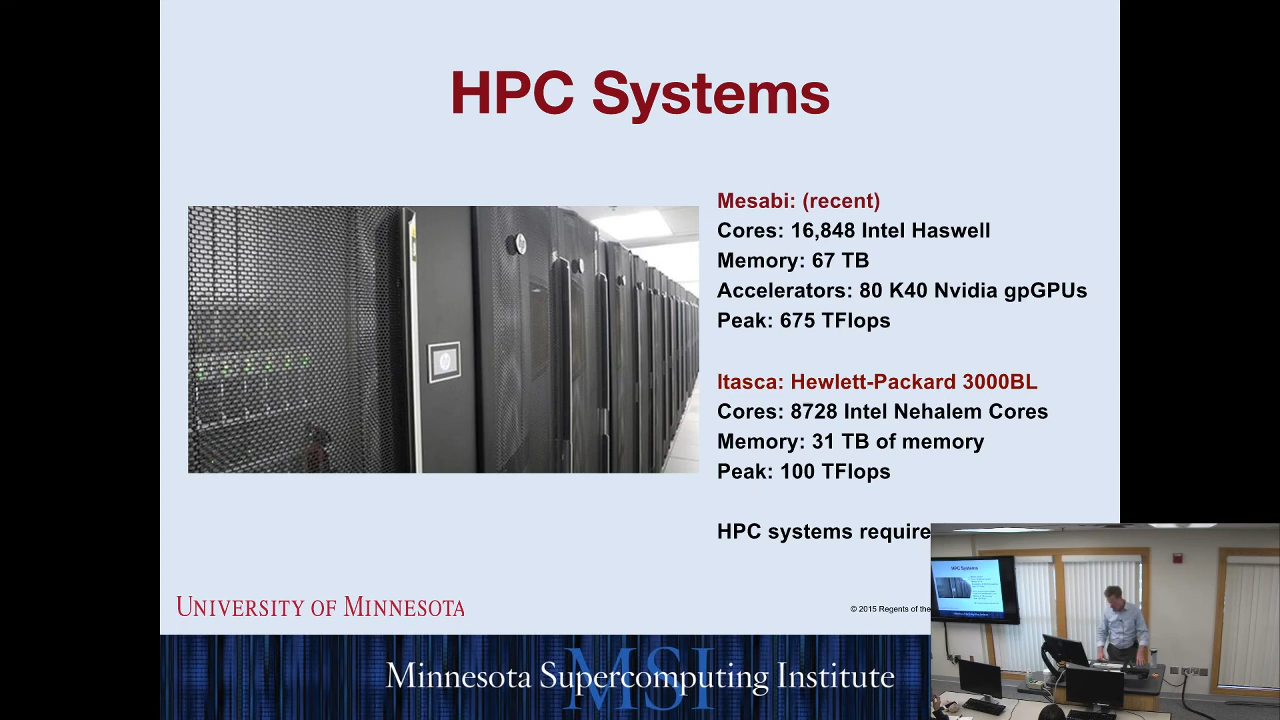 HPC Systems
Mesabi: (recent)
Cores: 16,848 Intel Haswell
Memory: 67 TB
Accelerators: 80 K40 Nvidia gpGPUs
Peak: 675 TFlops
Itasca: Hewlett-Packard 3000BL
Cores: 8728 Intel Nehalem Cores
Memory: 31 TB of memory
Peak: 100 TFlops
HPC systems require
© 2015 Regents of the
UNIVERSITY OF MINNESOTA
MSI
Minnesota Supercomputing Institute
HPC Systems